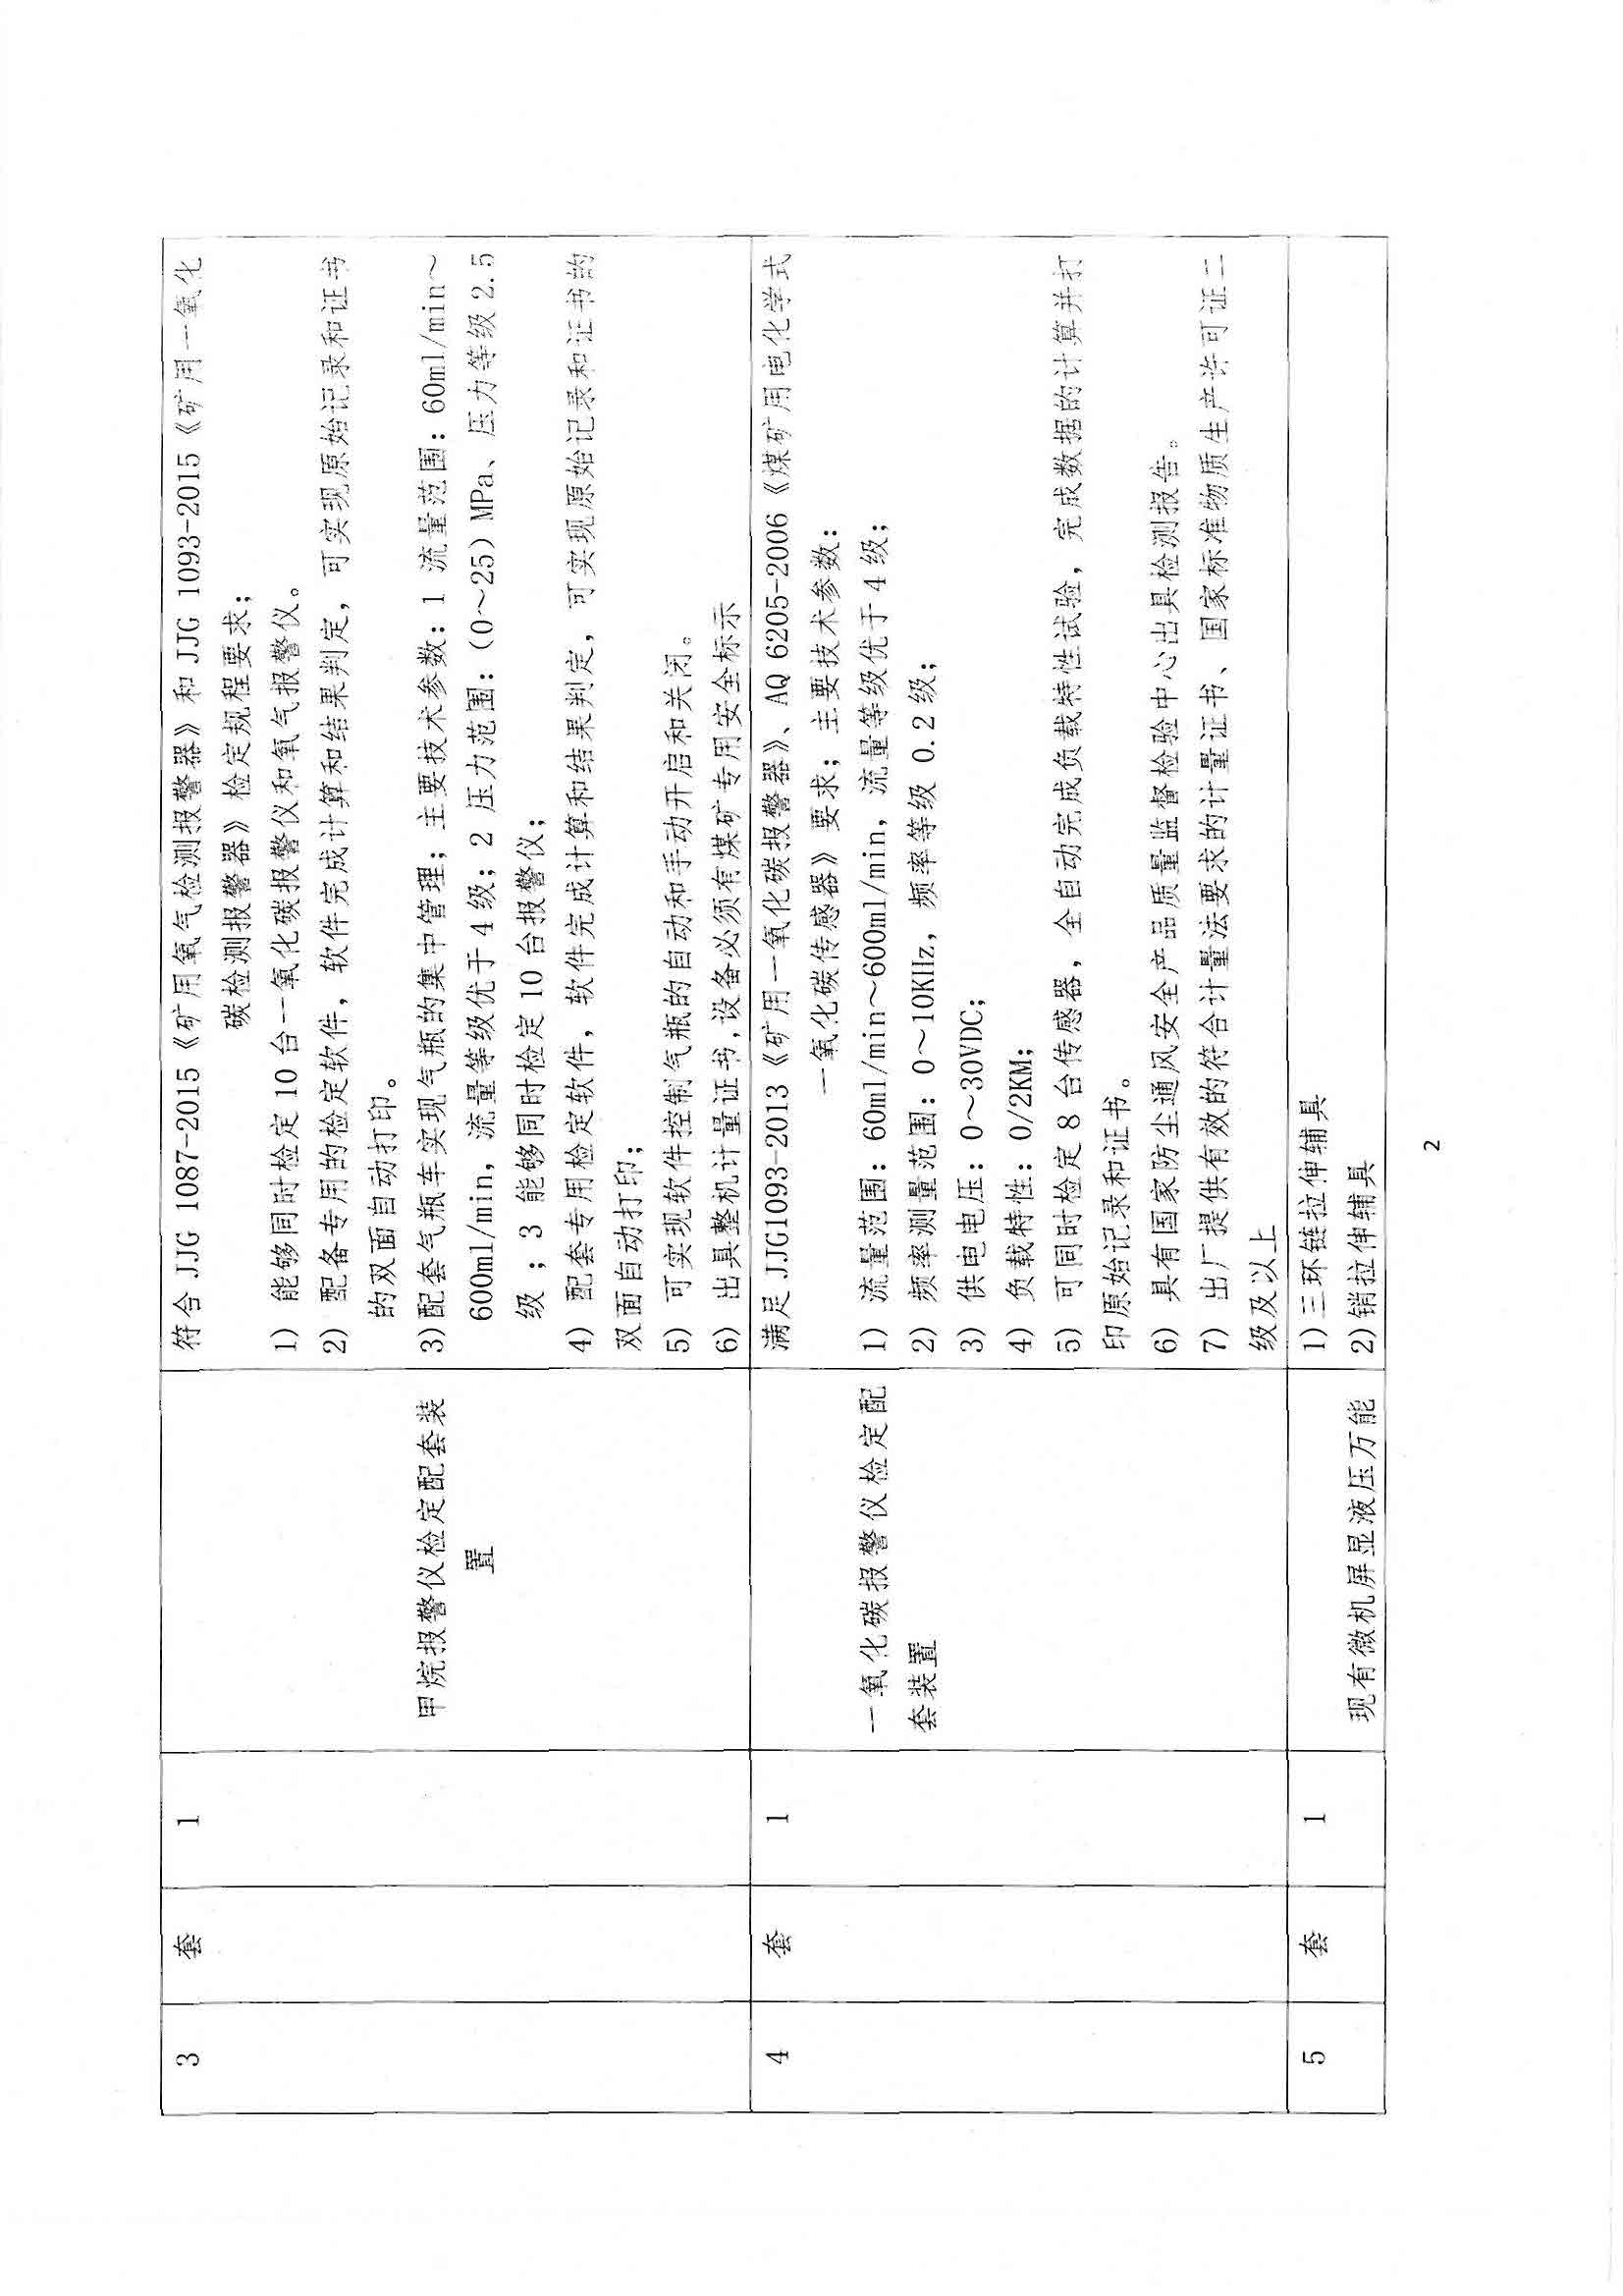 3
套
1
甲烷报警仪检定配套装
置
符合 JJG 1087-2015《矿用氧气检测报警器》和 JJG 1093-2015《矿用一氧化
碳检测报警器》检定规程要求；
1） 能够同时检定 10 台一氧化碳报警仪和氧气报警仪。
2） 配备专用的检定软件，软件完成计算和结果判定，可实现原始记录和证书
的双面自动打印。
3)配套气瓶车实现气瓶的集中管理；主要技术参数：1 流量范围：60ml/min～
600ml/min，流量等级优于 4 级；2 压力范围：(0～25) MPa、压力等级 2.5
级；3 能够同时检定 10 台报警仪；
4） 配套专用检定软件，软件完成计算和结果判定，可实现原始记录和证书的
双面自动打印；
5） 可实现软件控制气瓶的自动和手动开启和关闭。
6） 出具整机计量证书,设备必须有煤矿专用安全标示
4
套
1
一氧化碳报警仪检定配
套装置
满足 JJG1093-2013《矿用一氧化碳报警器》、AQ 6205-2006《煤矿用电化学式
一氧化碳传感器》要求；主要技术参数：
1） 流量范围：60ml/min～600ml/min，流量等级优于 4 级；
2） 频率测量范围：0～10KHz，频率等级 0.2 级；
3） 供电电压：0～30VDC；
4） 负载特性：0/2KM；
5） 可同时检定 8 台传感器，全自动完成负载特性试验，完成数据的计算并打
印原始记录和证书。
6） 具有国家防尘通风安全产品质量监督检验中心出具检测报告。
7） 出厂提供有效的符合计量法要求的计量证书、国家标准物质生产许可证二
级及以上
5
套
1
现有微机屏显液压万能
1)三环链拉伸辅具
2)销拉伸辅具
2